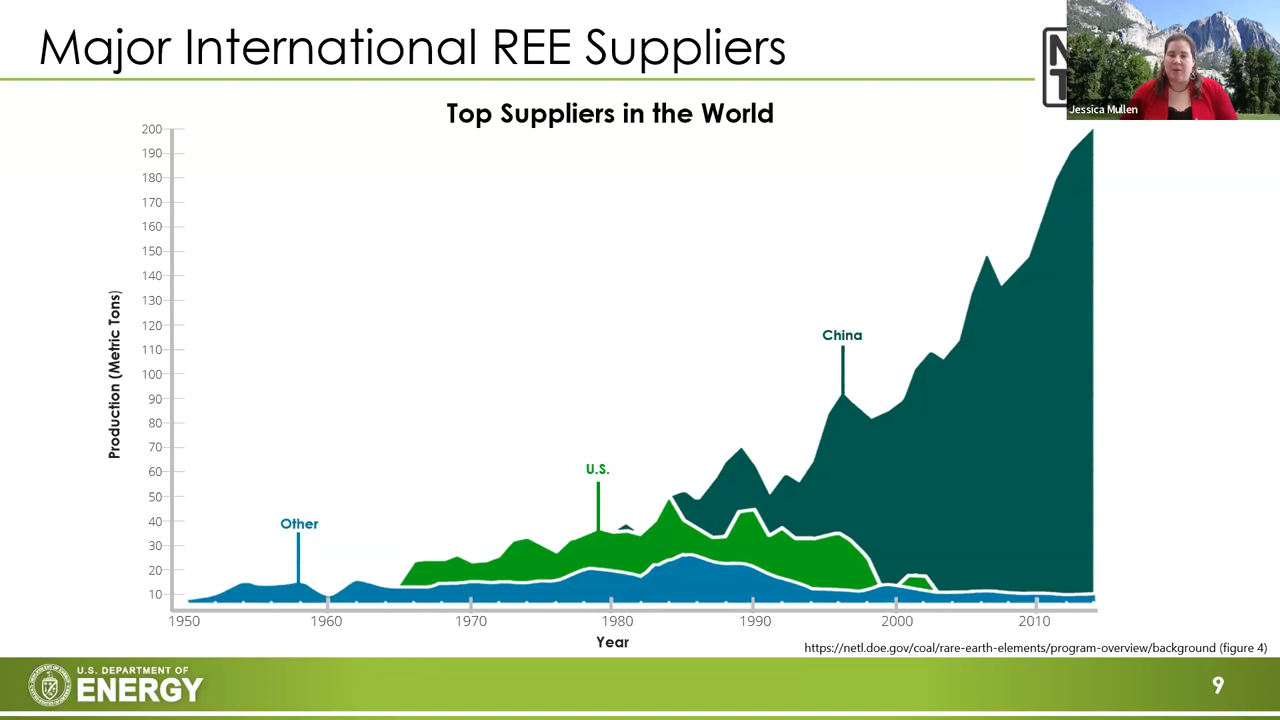 Major International REE Suppliers
Jessica Mullen
Top Suppliers in the World
200
190
180
170
160
150
140
130
120
110
100
90
80
70
60
50
40
30
20
10
Production (Metric Tons)
Other
U.S.
China
1950
1960
1970
1980
1990
2000
2010
Year
https://netl.doe.gov/coal/rare-earth-elements/program-overview/background (figure 4)
U.S. DEPARTMENT OF
ENERGY
9